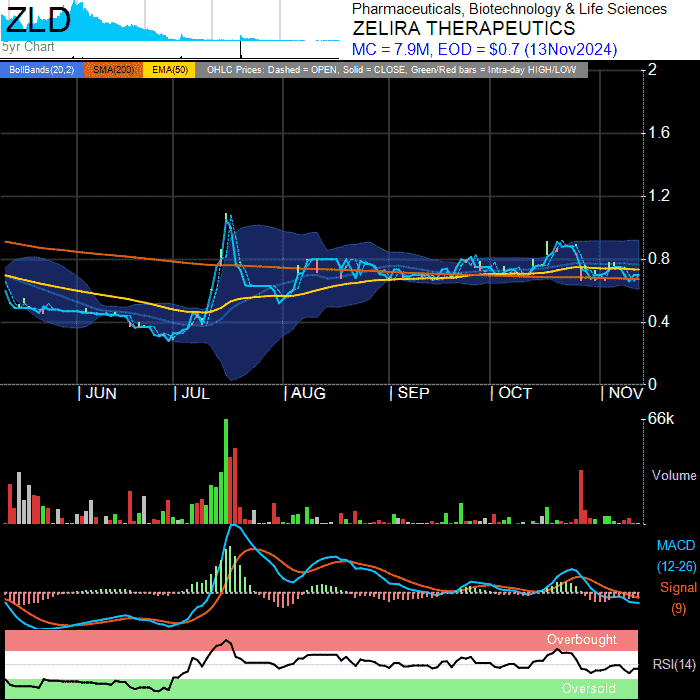 ZLD
5yr Chart
Pharmaceuticals, Biotechnology & Life Sciences
ZELIRA THERAPEUTICS
MC = 7.9M, EOD = $0.7 (13Nov2024)
BollBands(20,2) SMA(200) EMA(50) OHLC Prices: Dashed = OPEN, Solid = CLOSE, Green/Red bars = Intra-day HIGH/LOW
2
1.6
1.2
0.8
0.4
0
| JUN | JUL | AUG | SEP | OCT | NOV
66k
Volume
MACD
(12-26)
Signal
(9)
Overbought
RSI(14)
Oversold